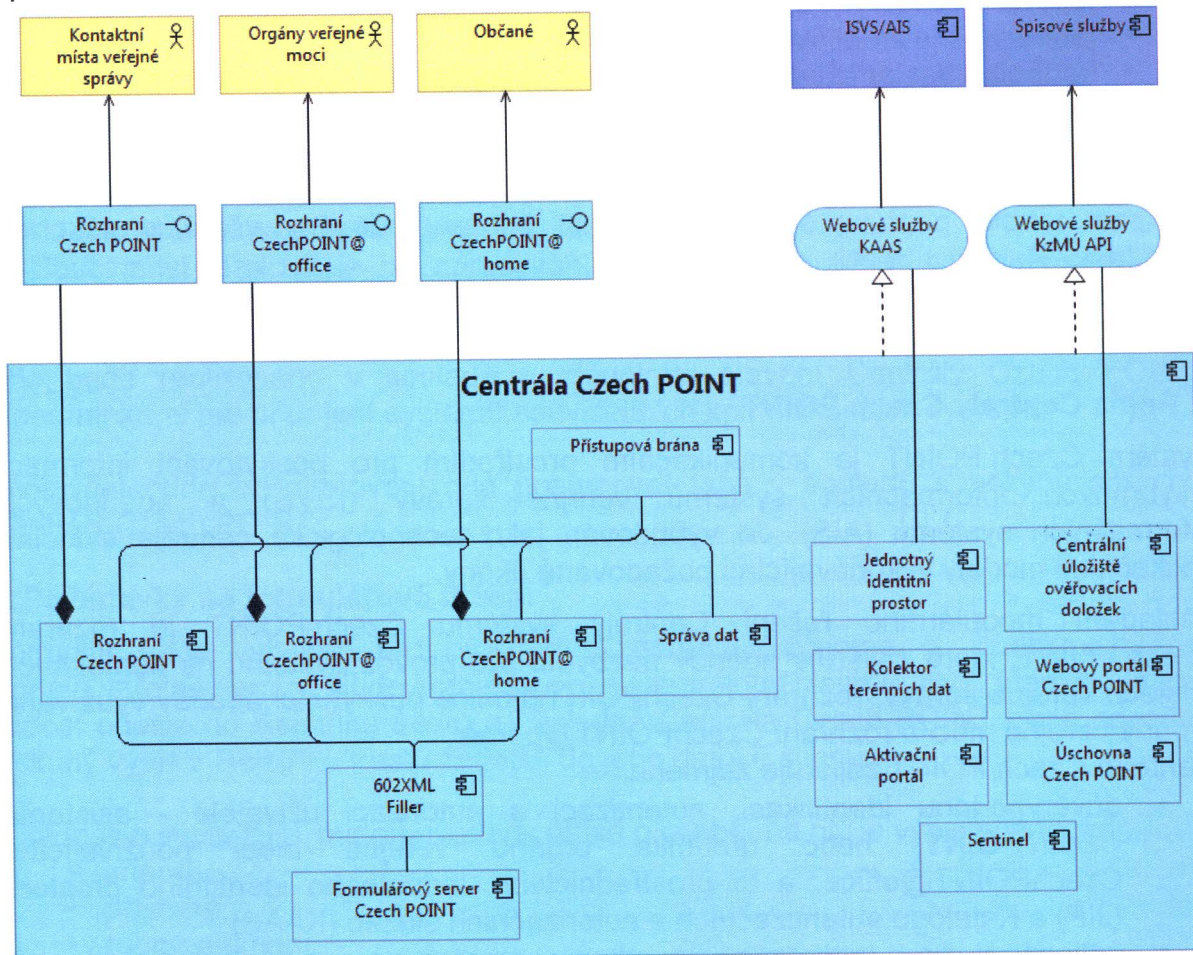 Kontaktní
místa veřejné
správy
Orgány veřejné
moci
Občané
ISVS/AIS
Spisové služby
Rozhraní
Czech POINT
Rozhraní
CzechPOINT@
office
Rozhraní
CzechPOINT@
home
Webové služby
KAAS
Webové služby
KzMÚ API
Centrála Czech POINT
Přístupová brána
Rozhraní
Czech POINT
Rozhraní
CzechPOINT@
office
Rozhraní
CzechPOINT@
home
Správa dat
Jednotný
identitní
prostor
Centrální
úložiště
ověřovacích
doložek
Kolektor
terénních dat
Webový portál
Czech POINT
Aktivační
portál
Úschovna
Czech POINT
602XML
Filler
Sentinel
Formulářový server
Czech POINT